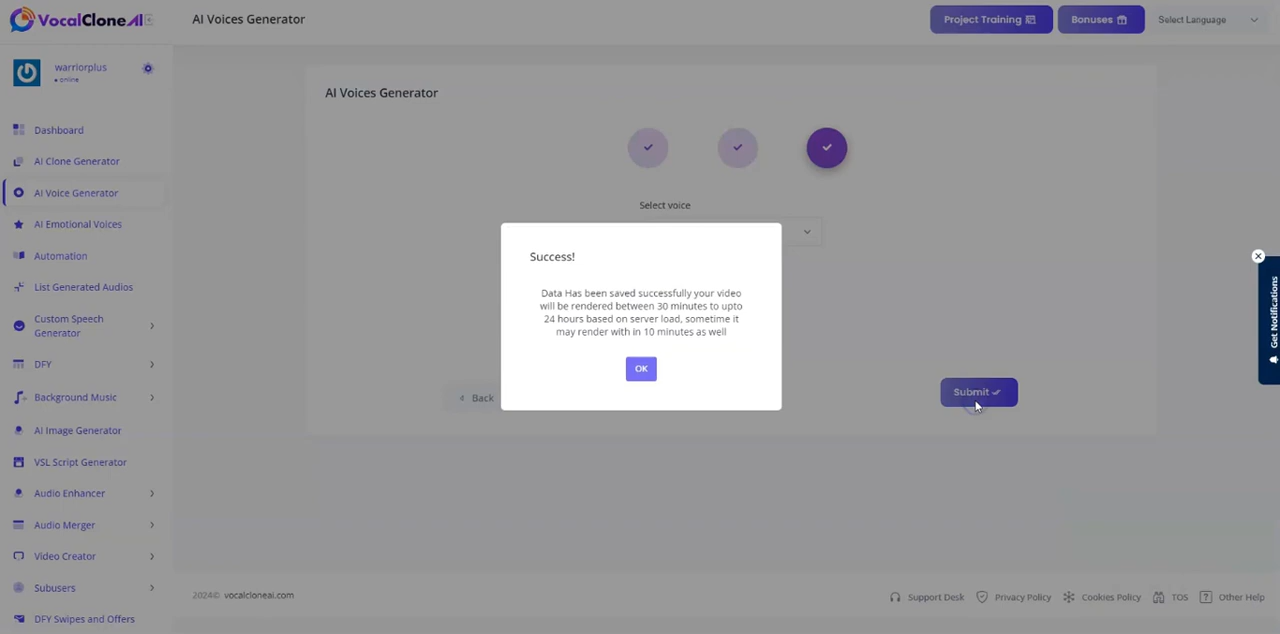 VocalCloneAI
AI Voices Generator
Project Training
Bonuses
Select Language
warriorplus
online
Dashboard
AI Clone Generator
AI Voice Generator
AI Emotional Voices
Automation
List Generated Audios
Custom Speech
Generator
DFY
Background Music
AI Image Generator
VSL Script Generator
Audio Enhancer
Audio Merger
Video Creator
Subusers
DFY Swipes and Offers
AI Voices Generator
Select voice
Success!
Data Has been saved successfully your video
will be rendered between 30 minutes to upto
24 hours based on server load, sometime it
may render with in 10 minutes as well
OK
Back
Submit
Get Notifications
2024© vocalcloneai.com
Support Desk
Privacy Policy
Cookies Policy
TOS
Other Help